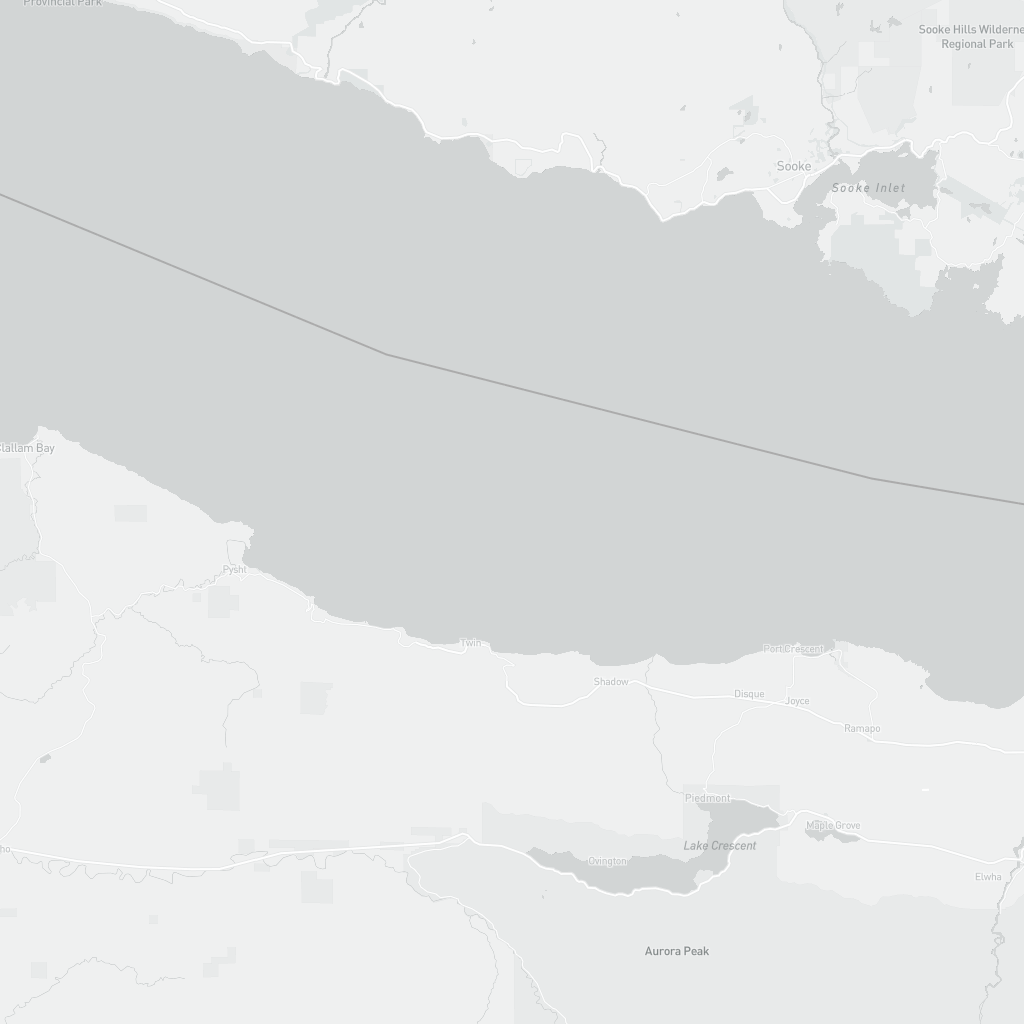 Provincial Park
Sooke Hills Wilderne
Regional Park
Sooke
Sooke Inlet
Clallam Bay
Pysht
Twin
Port Crescent
Shadow
Disque
Joyce
Ramapo
Piedmont
Maple Grove
Lake Crescent
ho
Ovington
Elwha
Aurora Peak